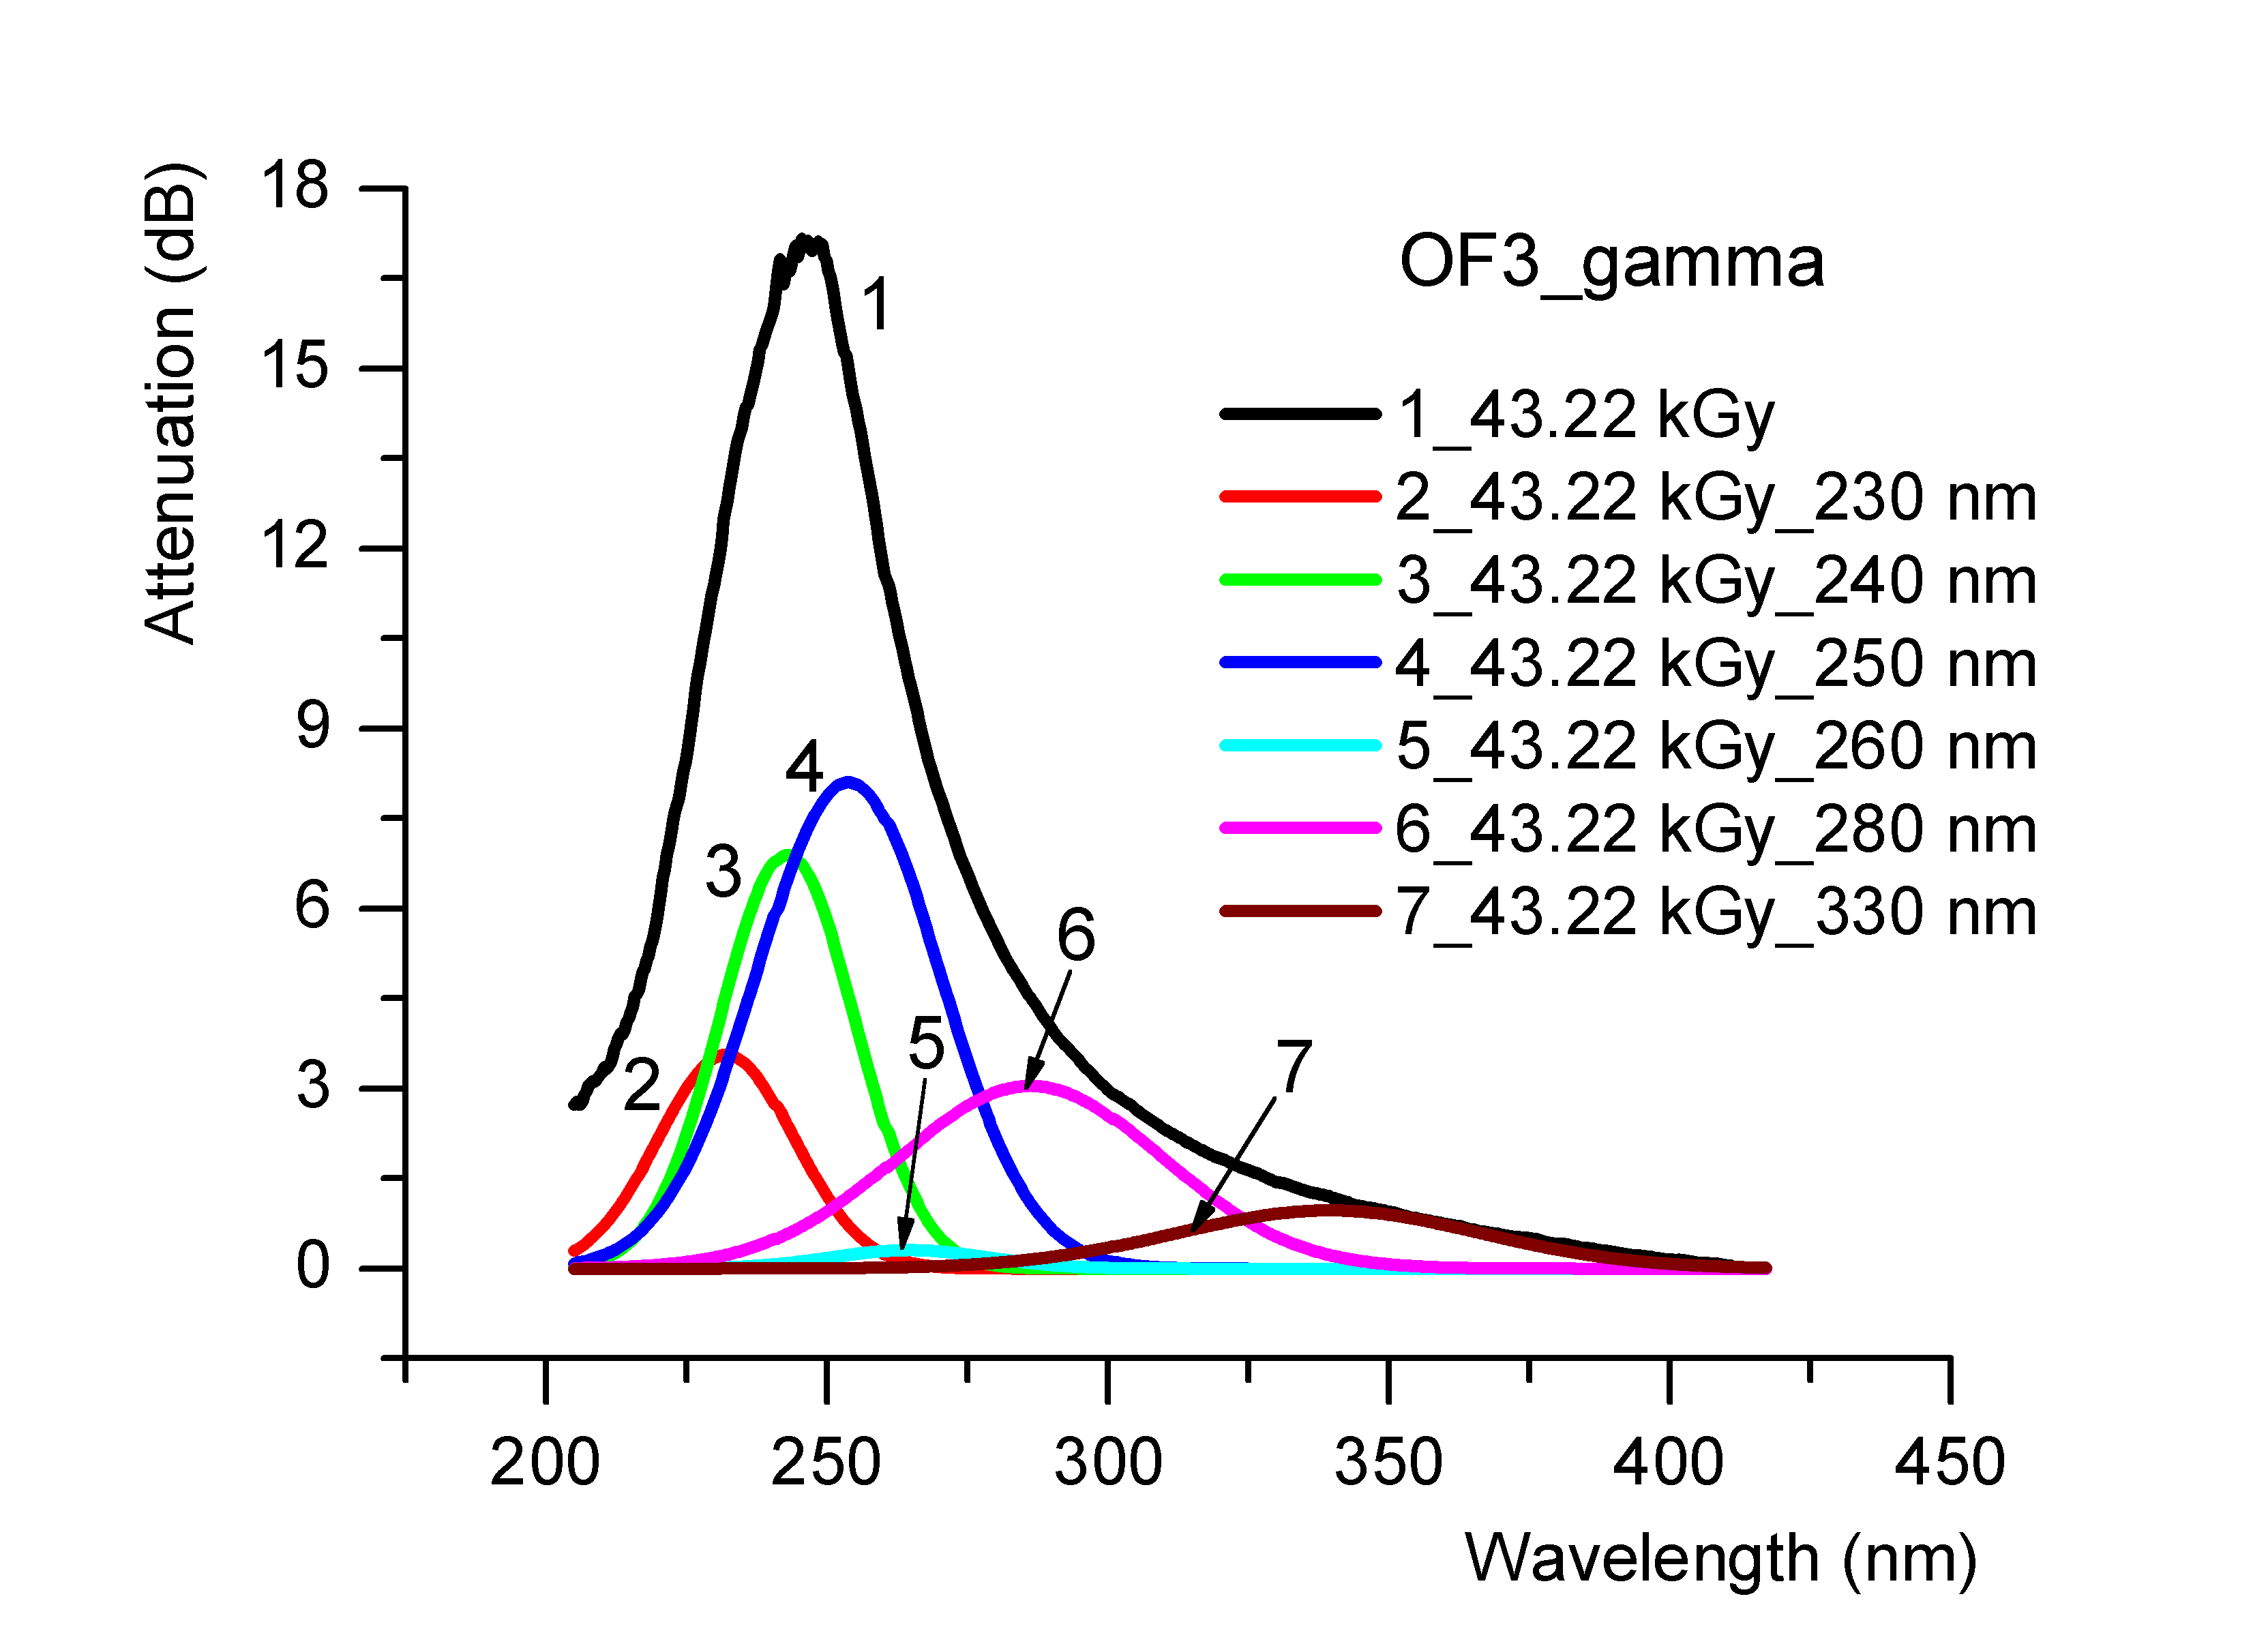 Attenuation (dB)
18
15
12
9
6
3
0
OF3_gamma
1_43.22 kGy
2_43.22 kGy_230 nm
3_43.22 kGy_240 nm
4_43.22 kGy_250 nm
5_43.22 kGy_260 nm
6_43.22 kGy_280 nm
7_43.22 kGy_330 nm
1
4
3
6
5
7
2
200 250 300 350 400 450
Wavelength (nm)